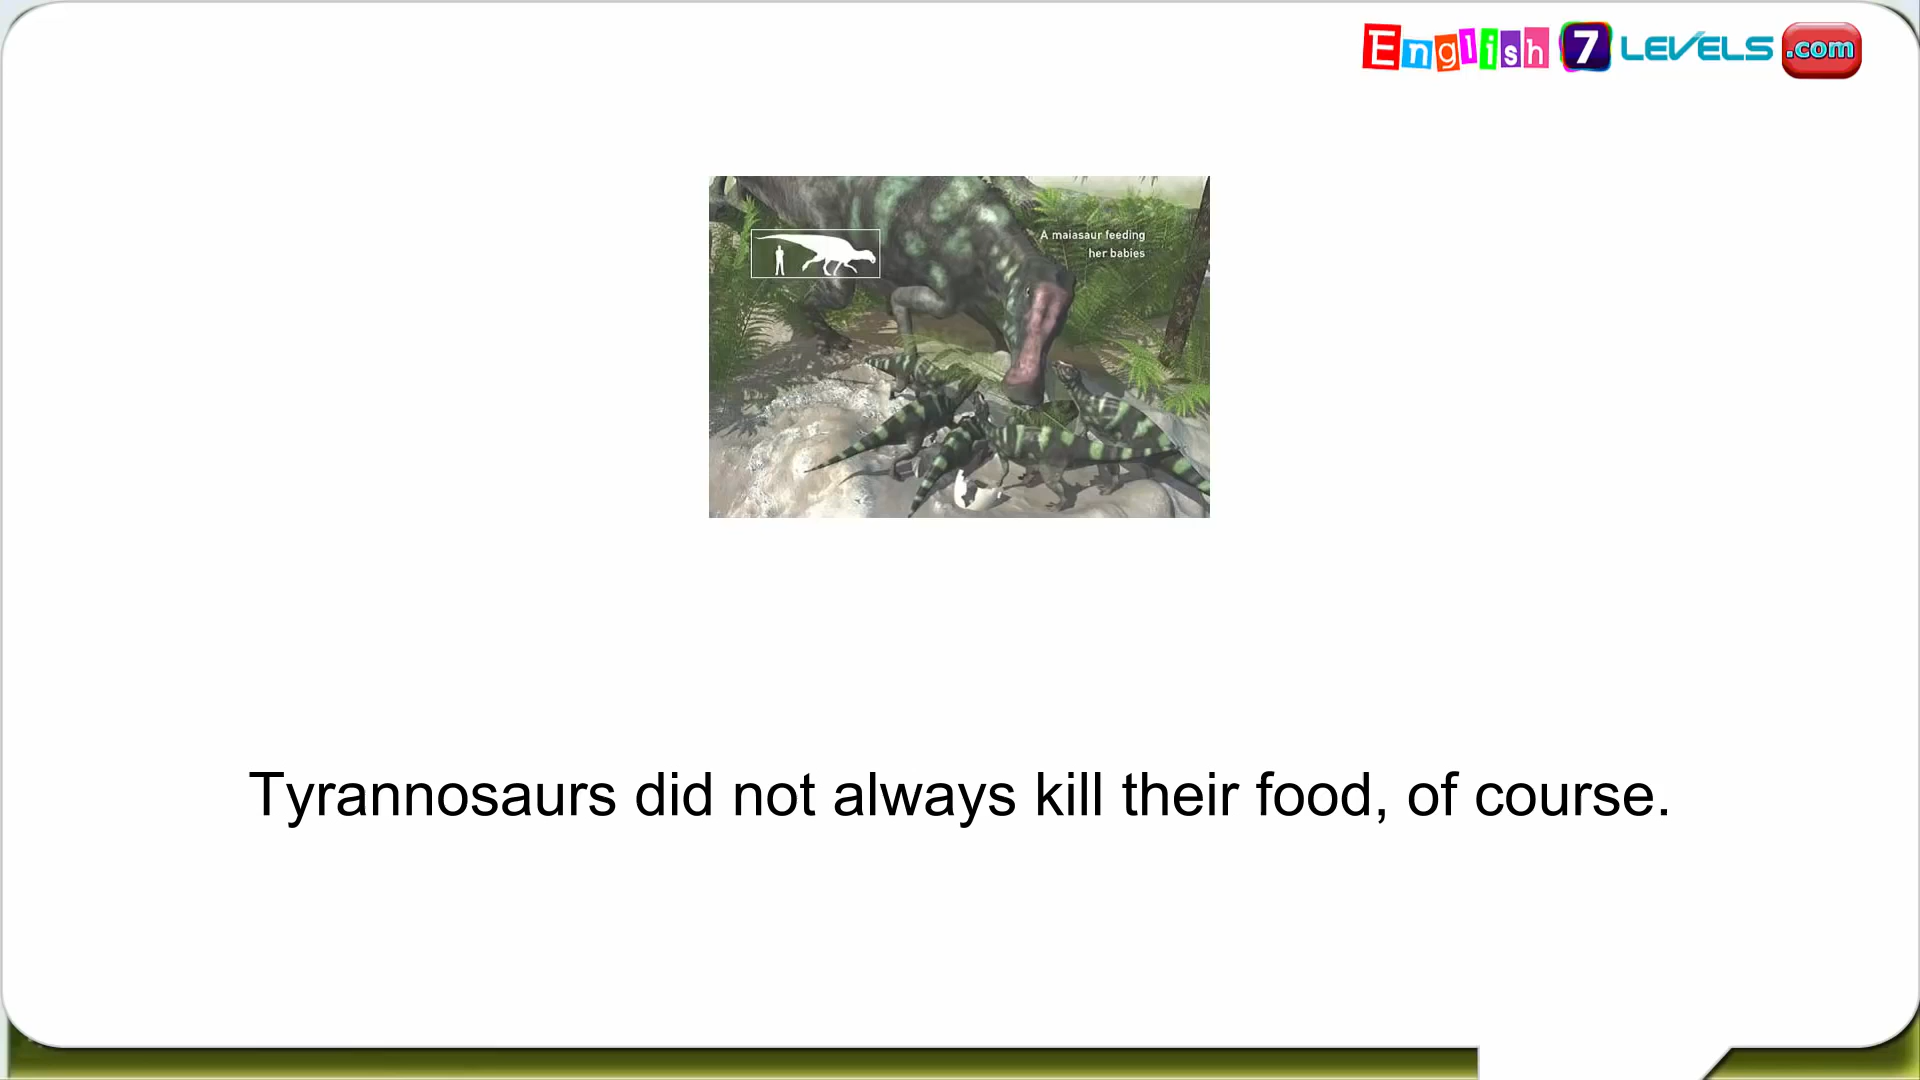 English 7 LEVELS .com
A maiasaur feeding
her babies
Tyrannosaurs did not always kill their food, of course.